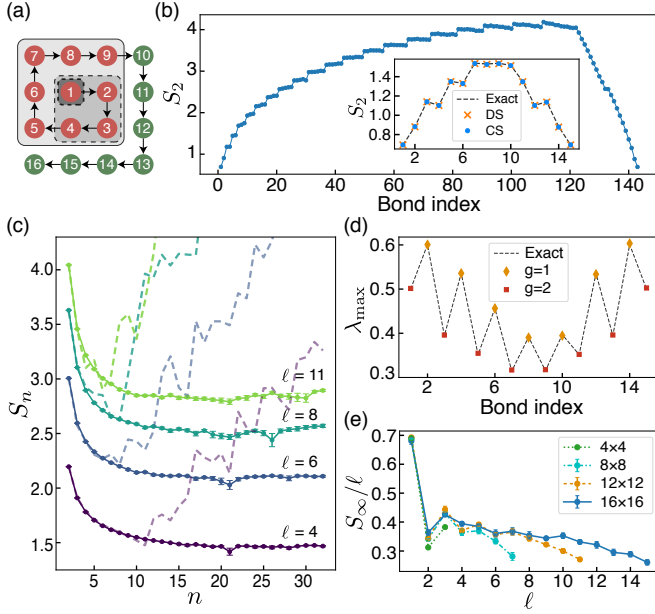 (a)
7 8 9 10
6 1 2 11
5 4 3 12
16 15 14 13
(b)
S2
4
3
2
1
0 20 40 60 80 100 120 140
Bond index
S2
1.4
1.2
1.0
0.8
5 10 15
Exact
DS
CS
(c)
Sn
4.0
3.5
3.0
2.5
2.0
1.5
ℓ = 11
ℓ = 8
ℓ = 6
ℓ = 4
5 10 15 20 25 30
n
(d)
λmax
0.6
0.5
0.4
0.3
Exact
g=1
g=2
2 6 10 14
Bond index
(e)
S∞/ℓ
0.7
0.6
0.5
0.4
0.3
4×4
8×8
12×12
16×16
0 2 4 6 8 10 12 14
ℓ